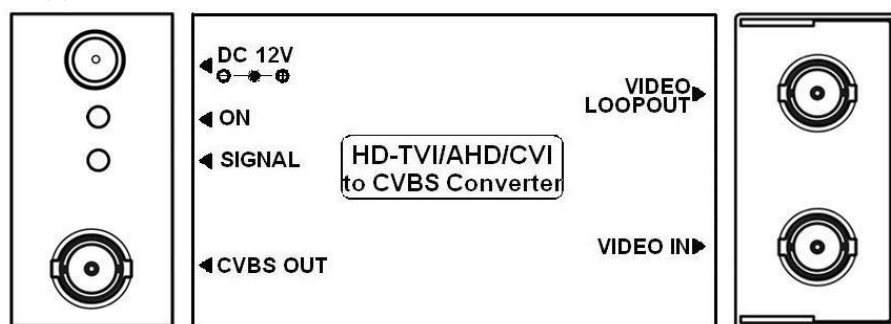 DC 12V
ON
SIGNAL
CVBS OUT
HD-TVI/AHD/CVI
to CVBS Converter
VIDEO
LOOPOUT
VIDEO IN